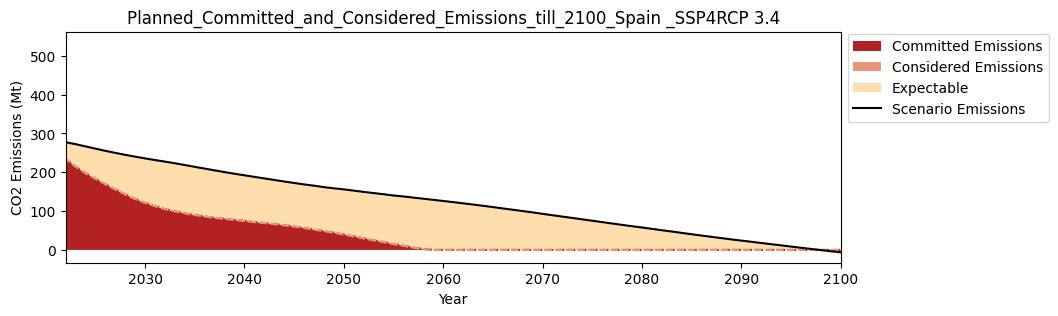 Planned_Committed_and_Considered_Emissions_till_2100_Spain _SSP4RCP 3.4
CO2 Emissions (Mt)
500
400
300
200
100
0
2030 2040 2050 2060 2070 2080 2090 2100
Year
Committed Emissions
Considered Emissions
Expectable
Scenario Emissions